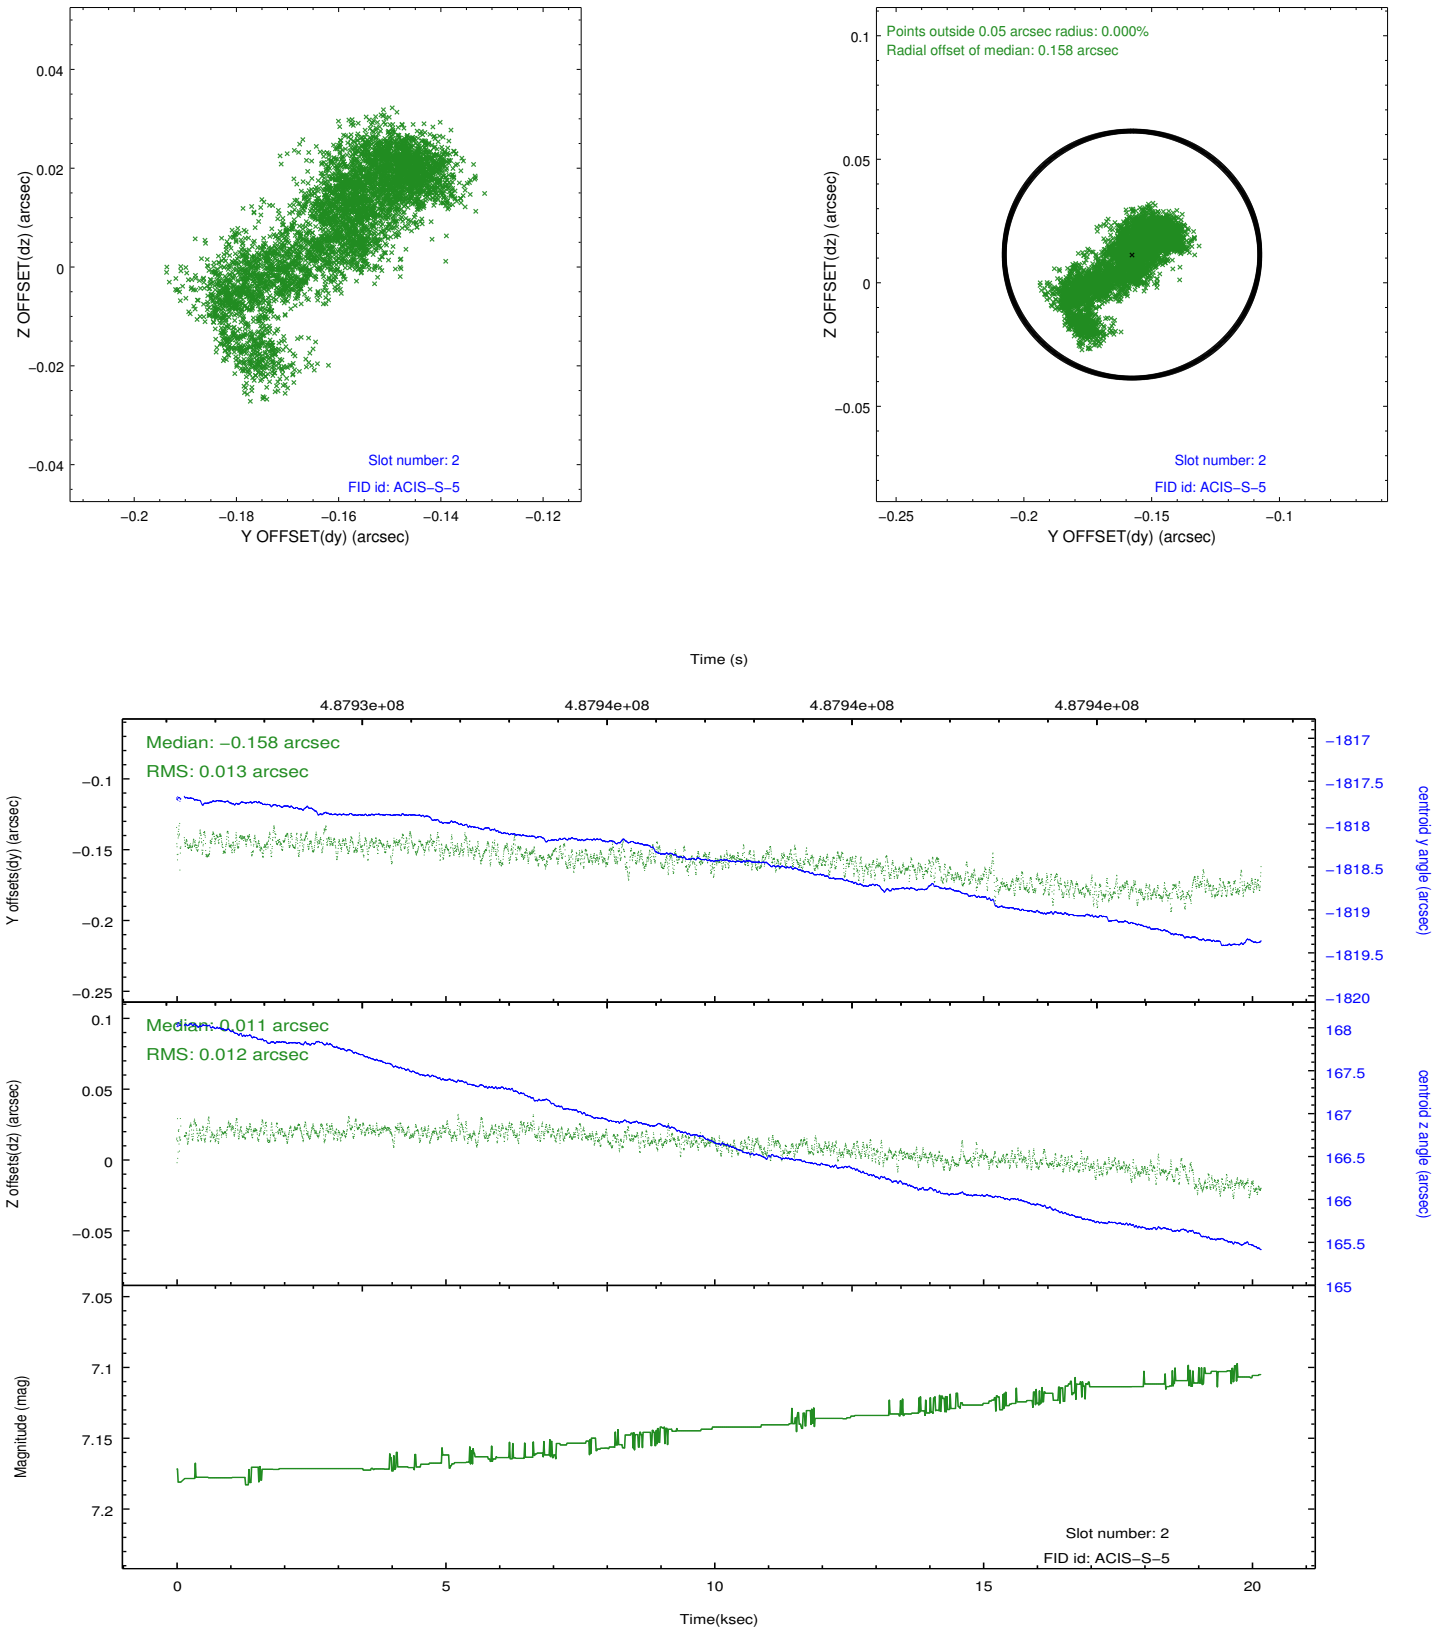 0.04
0.02
0
−0.02
−0.04
Z OFFSET(dz) (arcsec)
Slot number: 2
FID id: ACIS−S−5
−0.2
−0.18
−0.16
−0.14
−0.12
Y OFFSET(dy) (arcsec)
Points outside 0.05 arcsec radius: 0.000%
Radial offset of median: 0.158 arcsec
0.1
0.05
0
−0.05
Z OFFSET(dz) (arcsec)
Slot number: 2
FID id: ACIS−S−5
−0.25
−0.2
−0.15
−0.1
Y OFFSET(dy) (arcsec)
Time (s)
4.8793e+08
4.8794e+08
4.8794e+08
4.8794e+08
Median: −0.158 arcsec
RMS: 0.013 arcsec
−0.1
−0.15
−0.2
−0.25
Y offsets(dy) (arcsec)
−1817
−1817.5
−1818
−1818.5
−1819
−1819.5
−1820
centroid y angle (arcsec)
Median: 0.011 arcsec
RMS: 0.012 arcsec
0.1
0.05
0
−0.05
Z offsets(dz) (arcsec)
168
167.5
167
166.5
166
165.5
165
centroid z angle (arcsec)
7.05
7.1
7.15
7.2
Magnitude (mag)
Slot number: 2
FID id: ACIS−S−5
0
5
10
15
20
Time(ksec)